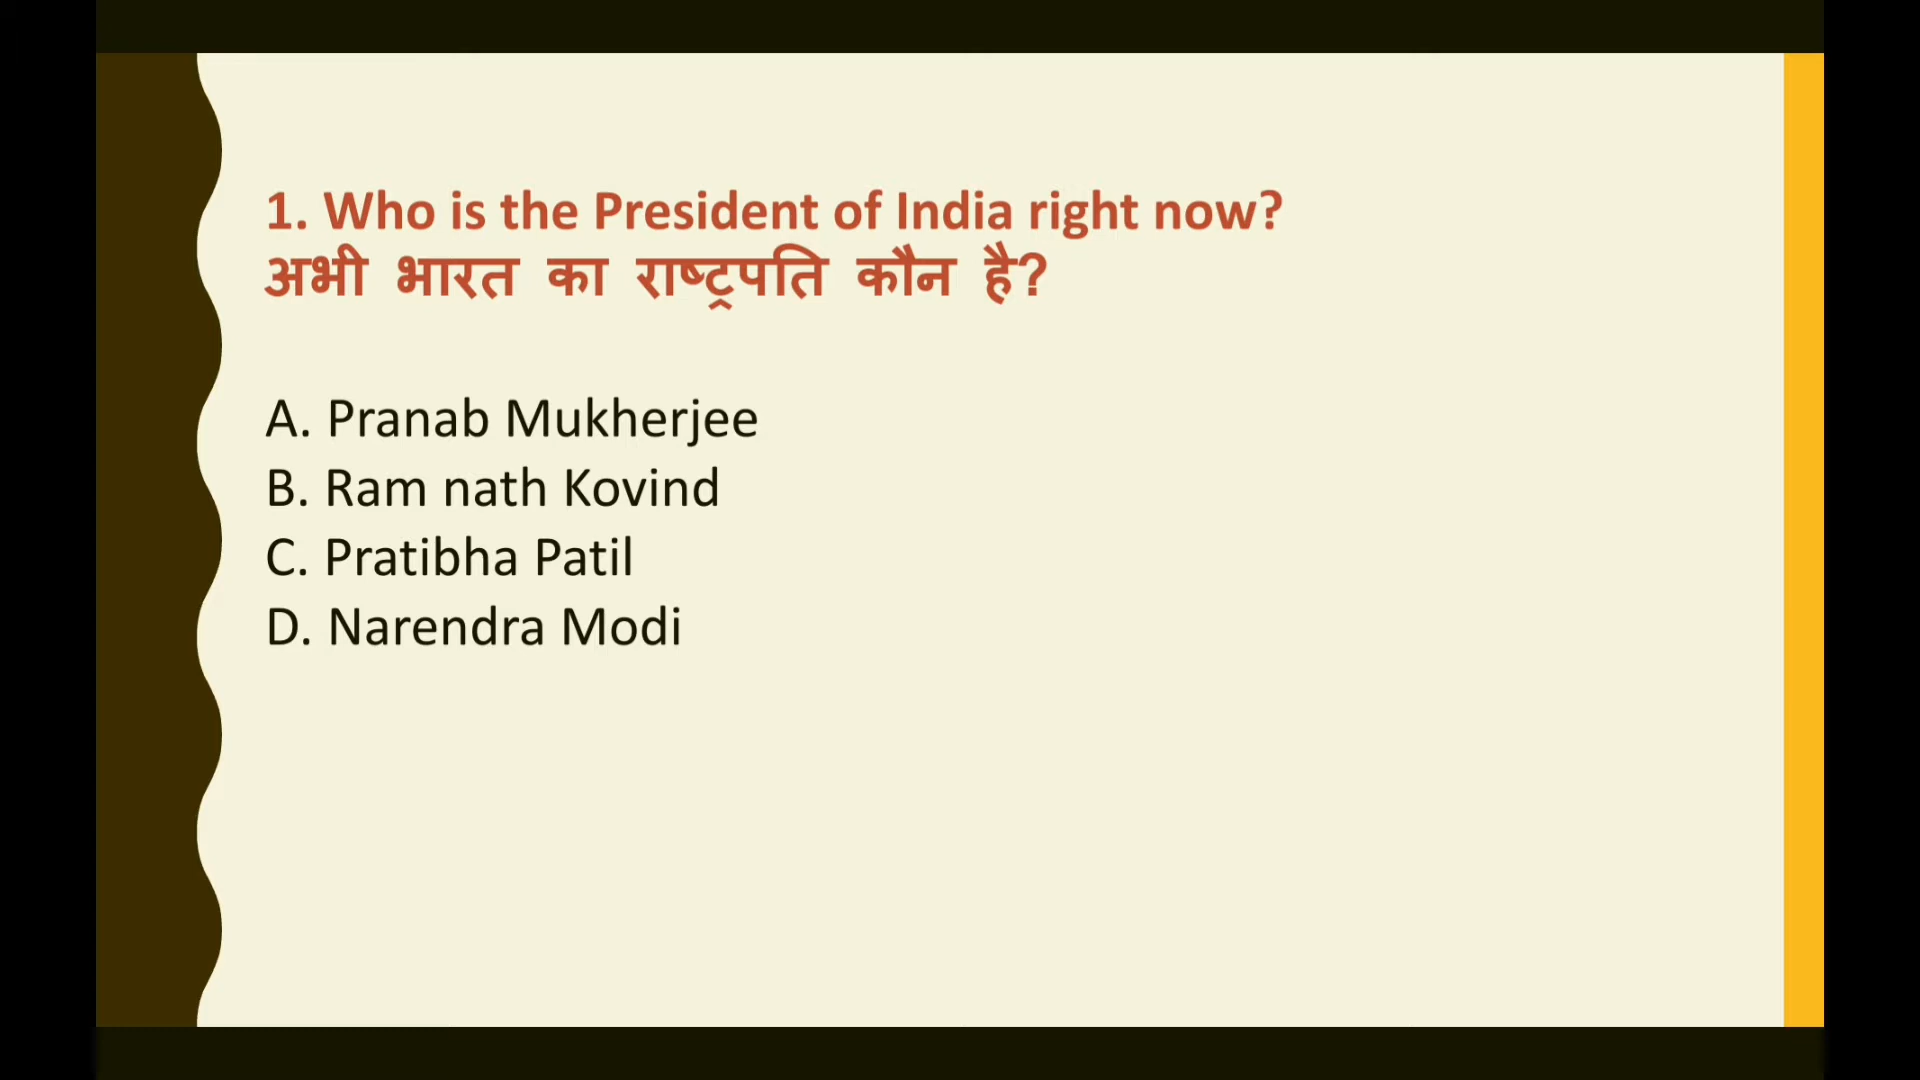 1. Who is the President of India right now?
अभी भारत का राष्ट्रपति कौन है?
A. Pranab Mukherjee
B. Ram nath Kovind
C. Pratibha Patil
D. Narendra Modi